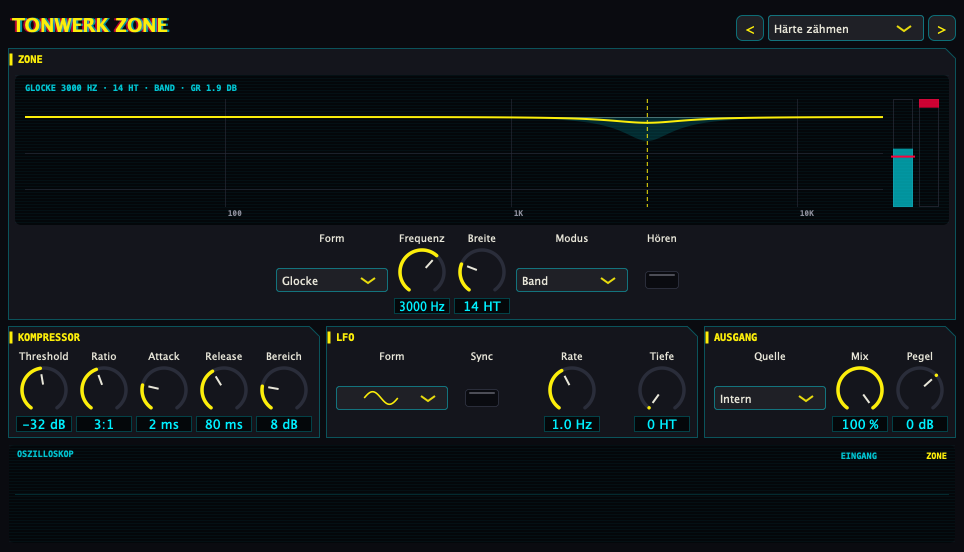 TONWERK ZONE
< Härte zähmen >
ZONE
GLOCKE 3000 HZ · 14 HT · BAND · GR 1.9 DB
100 1K 10K
Form Frequenz Breite Modus Hören
Glocke Band
3000 Hz 14 HT
KOMPRESSOR
Threshold Ratio Attack Release Bereich
-32 dB 3:1 2 ms 80 ms 8 dB
LFO
Form Sync Rate Tiefe
1.0 Hz 0 HT
AUSGANG
Quelle Mix Pegel
Intern
100 % 0 dB
OSZILLOSKOP
EINGANG ZONE